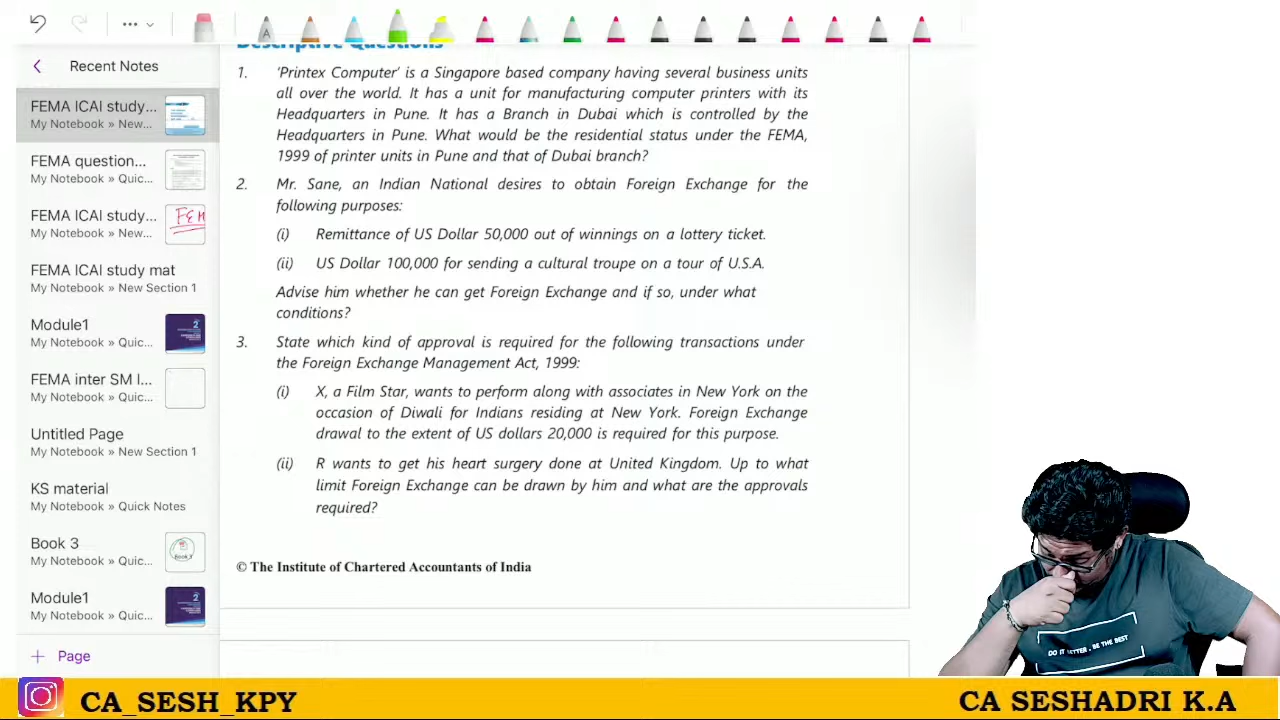 A
Descriptive Questions
Recent Notes
FEMA ICAI study...
My Notebook » New...
FEMA question...
My Notebook » Quic...
FEMA ICAI study...
My Notebook » New...
FEM
FEMA ICAI study mat
My Notebook » New Section 1
Module1
My Notebook » Quic...
2
FEMA inter SM I...
My Notebook » Quic...
Untitled Page
My Notebook » New Section 1
KS material
My Notebook » Quick Notes
Book 3
My Notebook » Quic...
Book 3
Module1
My Notebook » Quic...
2
+ Page
1. 'Printex Computer' is a Singapore based company having several business units
all over the world. It has a unit for manufacturing computer printers with its
Headquarters in Pune. It has a Branch in Dubai which is controlled by the
Headquarters in Pune. What would be the residential status under the FEMA,
1999 of printer units in Pune and that of Dubai branch?
2. Mr. Sane, an Indian National desires to obtain Foreign Exchange for the
following purposes:
(i) Remittance of US Dollar 50,000 out of winnings on a lottery ticket.
(ii) US Dollar 100,000 for sending a cultural troupe on a tour of U.S.A.
Advise him whether he can get Foreign Exchange and if so, under what
conditions?
3. State which kind of approval is required for the following transactions under
the Foreign Exchange Management Act, 1999:
(i) X, a Film Star, wants to perform along with associates in New York on the
occasion of Diwali for Indians residing at New York. Foreign Exchange
drawal to the extent of US dollars 20,000 is required for this purpose.
(ii) R wants to get his heart surgery done at United Kingdom. Up to what
limit Foreign Exchange can be drawn by him and what are the approvals
required?
© The Institute of Chartered Accountants of India
DO IT BETTER - BE THE BEST
CA_SESH_KPY
CA SESHADRI K.A